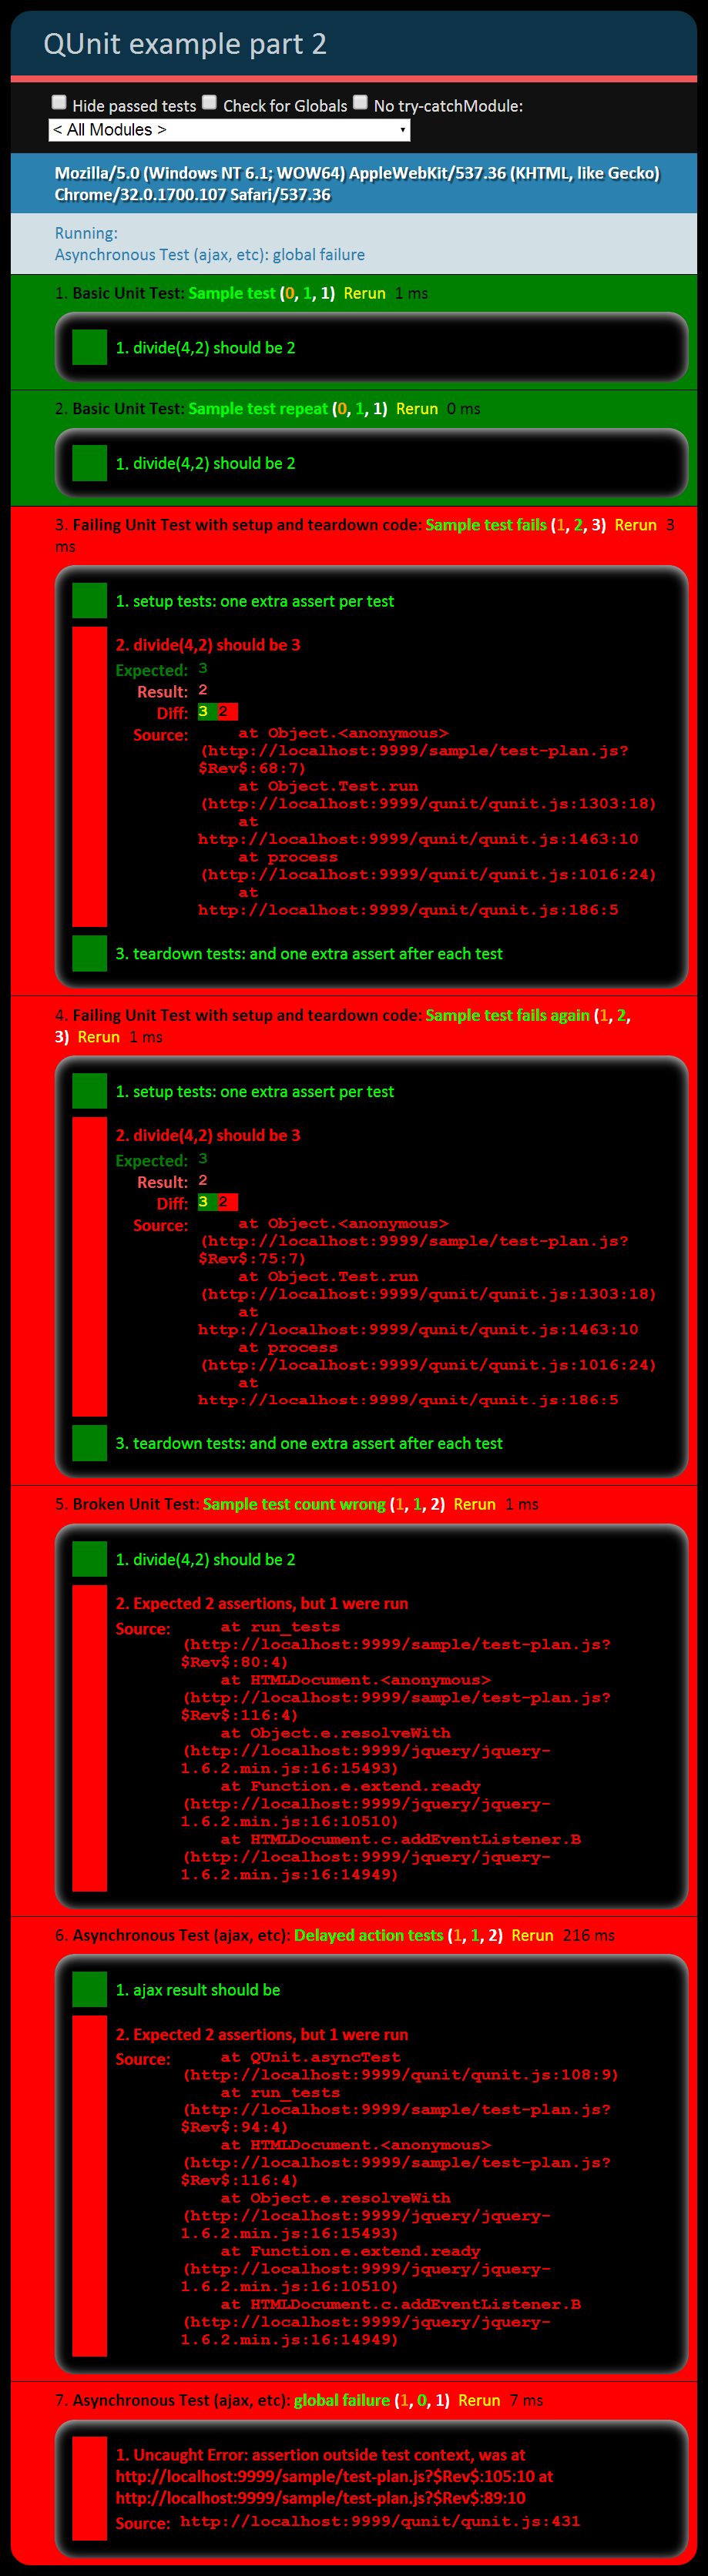 QUnit example part 2
Hide passed tests Check for Globals No try-catchModule:
< All Modules >
Mozilla/5.0 (Windows NT 6.1; WOW64) AppleWebKit/537.36 (KHTML, like Gecko)
Chrome/32.0.1700.107 Safari/537.36
Running:
Asynchronous Test (ajax, etc): global failure
1. Basic Unit Test: Sample test (0, 1, 1) Rerun 1 ms
1. divide(4,2) should be 2
2. Basic Unit Test: Sample test repeat (0, 1, 1) Rerun 0 ms
1. divide(4,2) should be 2
3. Failing Unit Test with setup and teardown code: Sample test fails (1, 2, 3) Rerun 3
ms
1. setup tests: one extra assert per test
2. divide(4,2) should be 3
Expected: 3
Result: 2
Diff: 3 2
Source: at Object.<anonymous>
(http://localhost:9999/sample/test-plan.js?
$Rev$:68:7)
at Object.Test.run
(http://localhost:9999/qunit/qunit.js:1303:18)
at
http://localhost:9999/qunit/qunit.js:1463:10
at process
(http://localhost:9999/qunit/qunit.js:1016:24)
at
http://localhost:9999/qunit/qunit.js:186:5
3. teardown tests: and one extra assert after each test
4. Failing Unit Test with setup and teardown code: Sample test fails again (1, 2,
3) Rerun 1 ms
1. setup tests: one extra assert per test
2. divide(4,2) should be 3
Expected: 3
Result: 2
Diff: 3 2
Source: at Object.<anonymous>
(http://localhost:9999/sample/test-plan.js?
$Rev$:75:7)
at Object.Test.run
(http://localhost:9999/qunit/qunit.js:1303:18)
at
http://localhost:9999/qunit/qunit.js:1463:10
at process
(http://localhost:9999/qunit/qunit.js:1016:24)
at
http://localhost:9999/qunit/qunit.js:186:5
3. teardown tests: and one extra assert after each test
5. Broken Unit Test: Sample test count wrong (1, 1, 2) Rerun 1 ms
1. divide(4,2) should be 2
2. Expected 2 assertions, but 1 were run
Source: at run_tests
(http://localhost:9999/sample/test-plan.js?
$Rev$:80:4)
at HTMLDocument.<anonymous>
(http://localhost:9999/sample/test-plan.js?
$Rev$:116:4)
at Object.e.resolveWith
(http://localhost:9999/jquery/jquery-
1.6.2.min.js:16:15493)
at Function.e.extend.ready
(http://localhost:9999/jquery/jquery-
1.6.2.min.js:16:10510)
at HTMLDocument.c.addEventListener.B
(http://localhost:9999/jquery/jquery-
1.6.2.min.js:16:14949)
6. Asynchronous Test (ajax, etc): Delayed action tests (1, 1, 2) Rerun 216 ms
1. ajax result should be
2. Expected 2 assertions, but 1 were run
Source: at QUnit.asyncTest
(http://localhost:9999/qunit/qunit.js:108:9)
at run_tests
(http://localhost:9999/sample/test-plan.js?
$Rev$:94:4)
at HTMLDocument.<anonymous>
(http://localhost:9999/sample/test-plan.js?
$Rev$:116:4)
at Object.e.resolveWith
(http://localhost:9999/jquery/jquery-
1.6.2.min.js:16:15493)
at Function.e.extend.ready
(http://localhost:9999/jquery/jquery-
1.6.2.min.js:16:10510)
at HTMLDocument.c.addEventListener.B
(http://localhost:9999/jquery/jquery-
1.6.2.min.js:16:14949)
7. Asynchronous Test (ajax, etc): global failure (1, 0, 1) Rerun 7 ms
1. Uncaught Error: assertion outside test context, was at
http://localhost:9999/sample/test-plan.js?$Rev$:105:10 at
http://localhost:9999/sample/test-plan.js?$Rev$:89:10
Source: http://localhost:9999/qunit/qunit.js:431